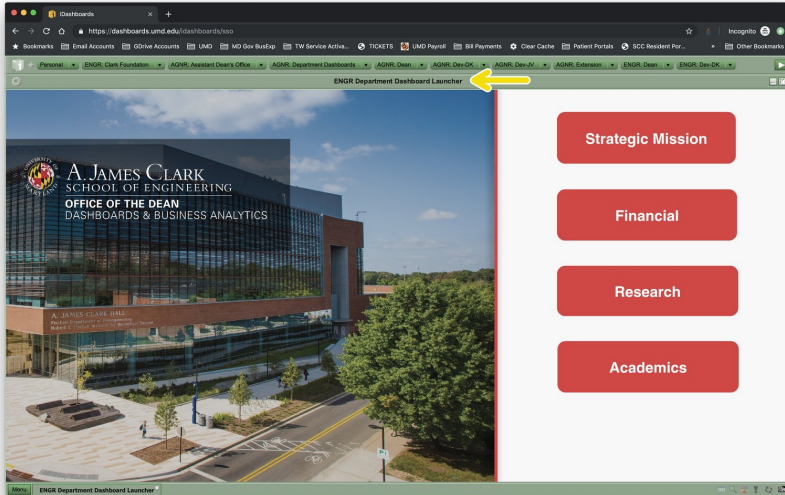 iDashboards
https://dashboards.umd.edu/idashboards/sso
Incognito
Bookmarks Email Accounts GDrive Accounts UMD MD Gov BusExp TW Service Activa... TICKETS UMD Payroll Bill Payments Clear Cache Patient Portals SCC Resident Por... » Other Bookmarks
Personal ENGR: Clark Foundation AGNR: Assistant Dean's Office AGNR: Department Dashboards AGNR: Dean AGNR: Dev-DK AGNR: Dev-JV AGNR: Extension ENGR: Dean ENGR: Dev-DK
ENGR Department Dashboard Launcher
A. JAMES CLARK
SCHOOL OF ENGINEERING
OFFICE OF THE DEAN
DASHBOARDS & BUSINESS ANALYTICS
A. JAMES CLARK HALL
Strategic Mission
Financial
Research
Academics
Menu ENGR Department Dashboard Launcher